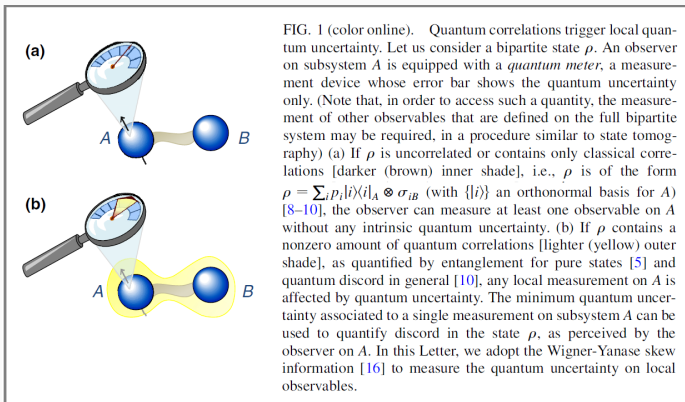 (a)
A
B
(b)
A
B
FIG. 1 (color online). Quantum correlations trigger local quan-
tum uncertainty. Let us consider a bipartite state ρ. An observer
on subsystem A is equipped with a quantum meter, a measure-
ment device whose error bar shows the quantum uncertainty
only. (Note that, in order to access such a quantity, the measure-
ment of other observables that are defined on the full bipartite
system may be required, in a procedure similar to state tomog-
raphy) (a) If ρ is uncorrelated or contains only classical corre-
lations [darker (brown) inner shade], i.e., ρ is of the form
ρ = ∑ᵢpᵢ|i⟩⟨i|_A ⊗ σ_iB (with {|i⟩} an orthonormal basis for A)
[8–10], the observer can measure at least one observable on A
without any intrinsic quantum uncertainty. (b) If ρ contains a
nonzero amount of quantum correlations [lighter (yellow) outer
shade], as quantified by entanglement for pure states [5] and
quantum discord in general [10], any local measurement on A is
affected by quantum uncertainty. The minimum quantum uncer-
tainty associated to a single measurement on subsystem A can be
used to quantify discord in the state ρ, as perceived by the
observer on A. In this Letter, we adopt the Wigner-Yanase skew
information [16] to measure the quantum uncertainty on local
observables.